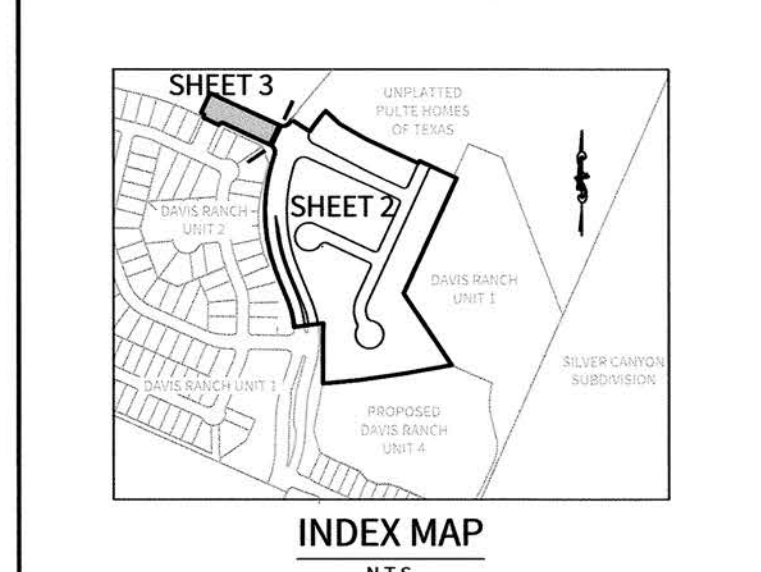 SHEET 3
UNPLATTED
PULTE HOMES
OF TEXAS
SHEET 2
DAVIS RANCH
UNIT 2
DAVIS RANCH
UNIT 1
SILVER CANYON
SUBDIVISION
DAVIS RANCH UNIT 1
PROPOSED
DAVIS RANCH
UNIT 4
INDEX MAP
N.T.S.